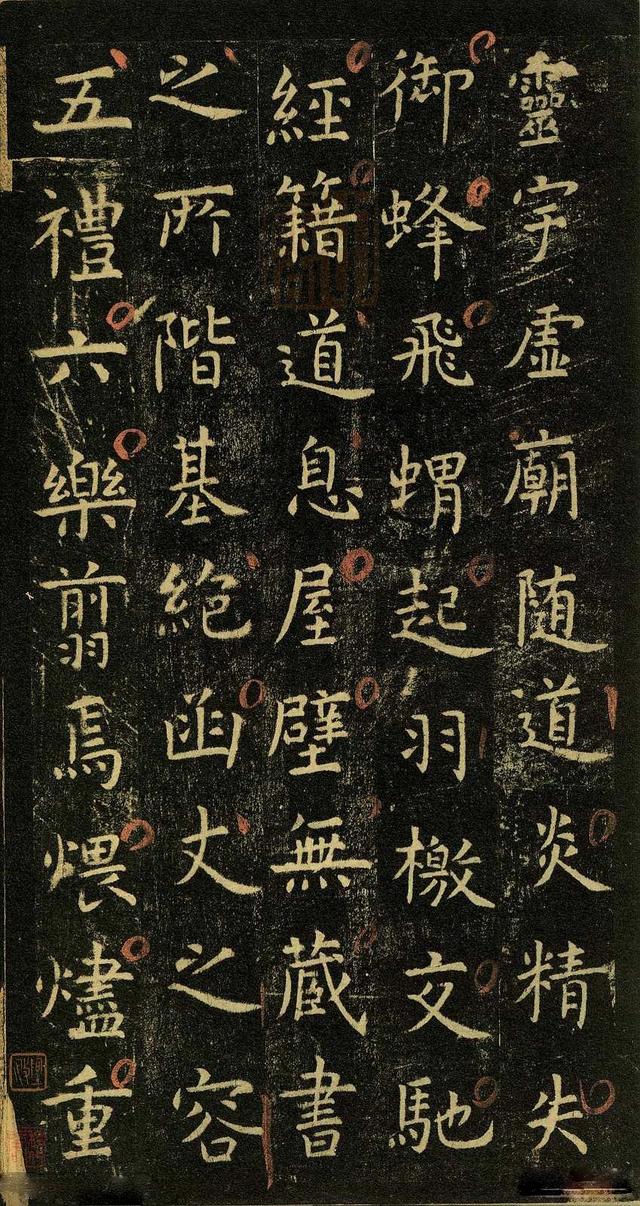 靈宇虛廟隨道炎精失
御蜂飛蝟起羽檄交馳
經籍道息屋壁無藏書
之所階基絕函丈之容
五禮六樂翦焉煨燼重